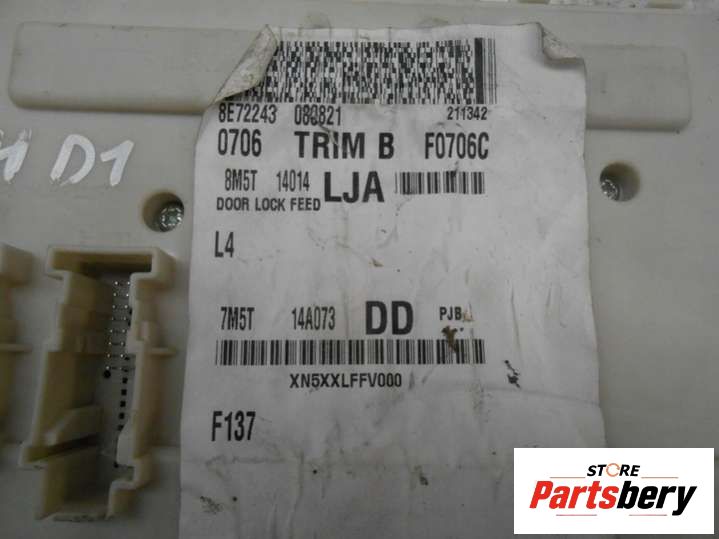 8E72243 080821 211342
0706 TRIM B F0706C
8M5T 14014 LJA
DOOR LOCK FEED
L4
7M5T 14A073 DD PJB
XN5XXLFFV000
F137
D1
STORE
Partsbery